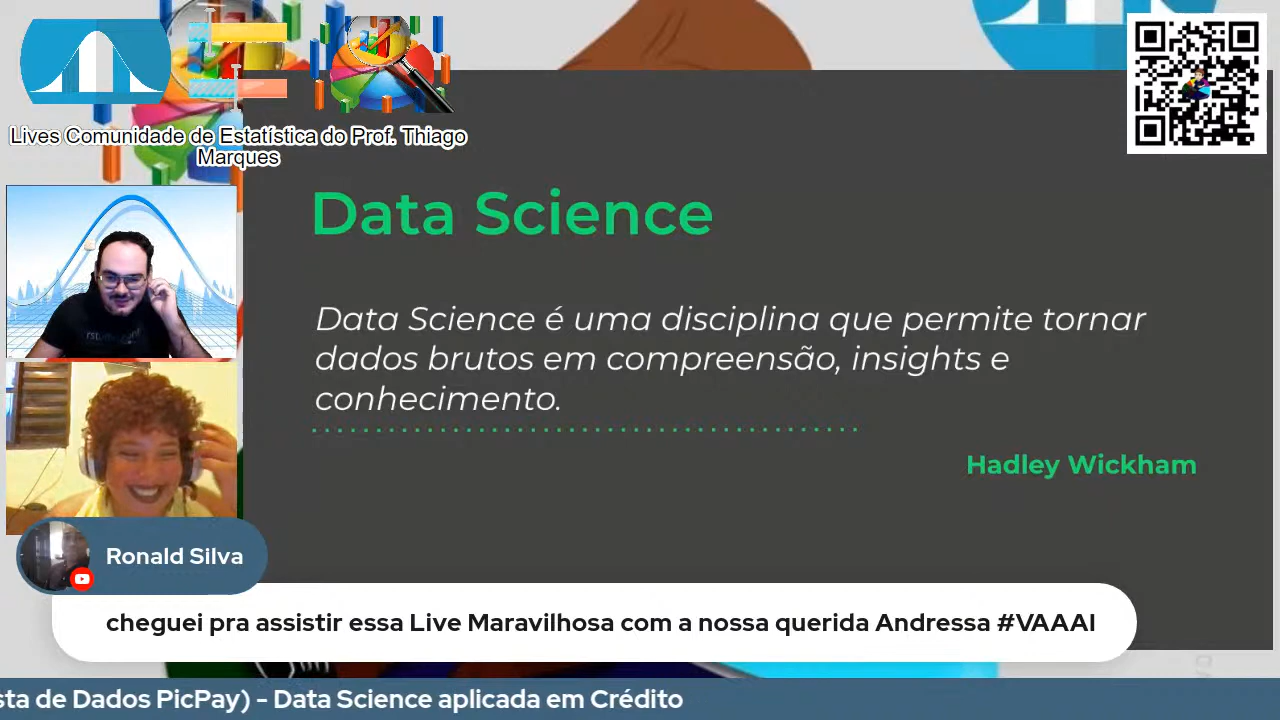 Lives Comunidade de Estatística do Prof. Thiago
Marques
Data Science
Data Science é uma disciplina que permite tornar
dados brutos em compreensão, insights e
conhecimento.
Hadley Wickham
Ronald Silva
cheguei pra assistir essa Live Maravilhosa com a nossa querida Andressa #VAAAI
sta de Dados PicPay) - Data Science aplicada em Crédito